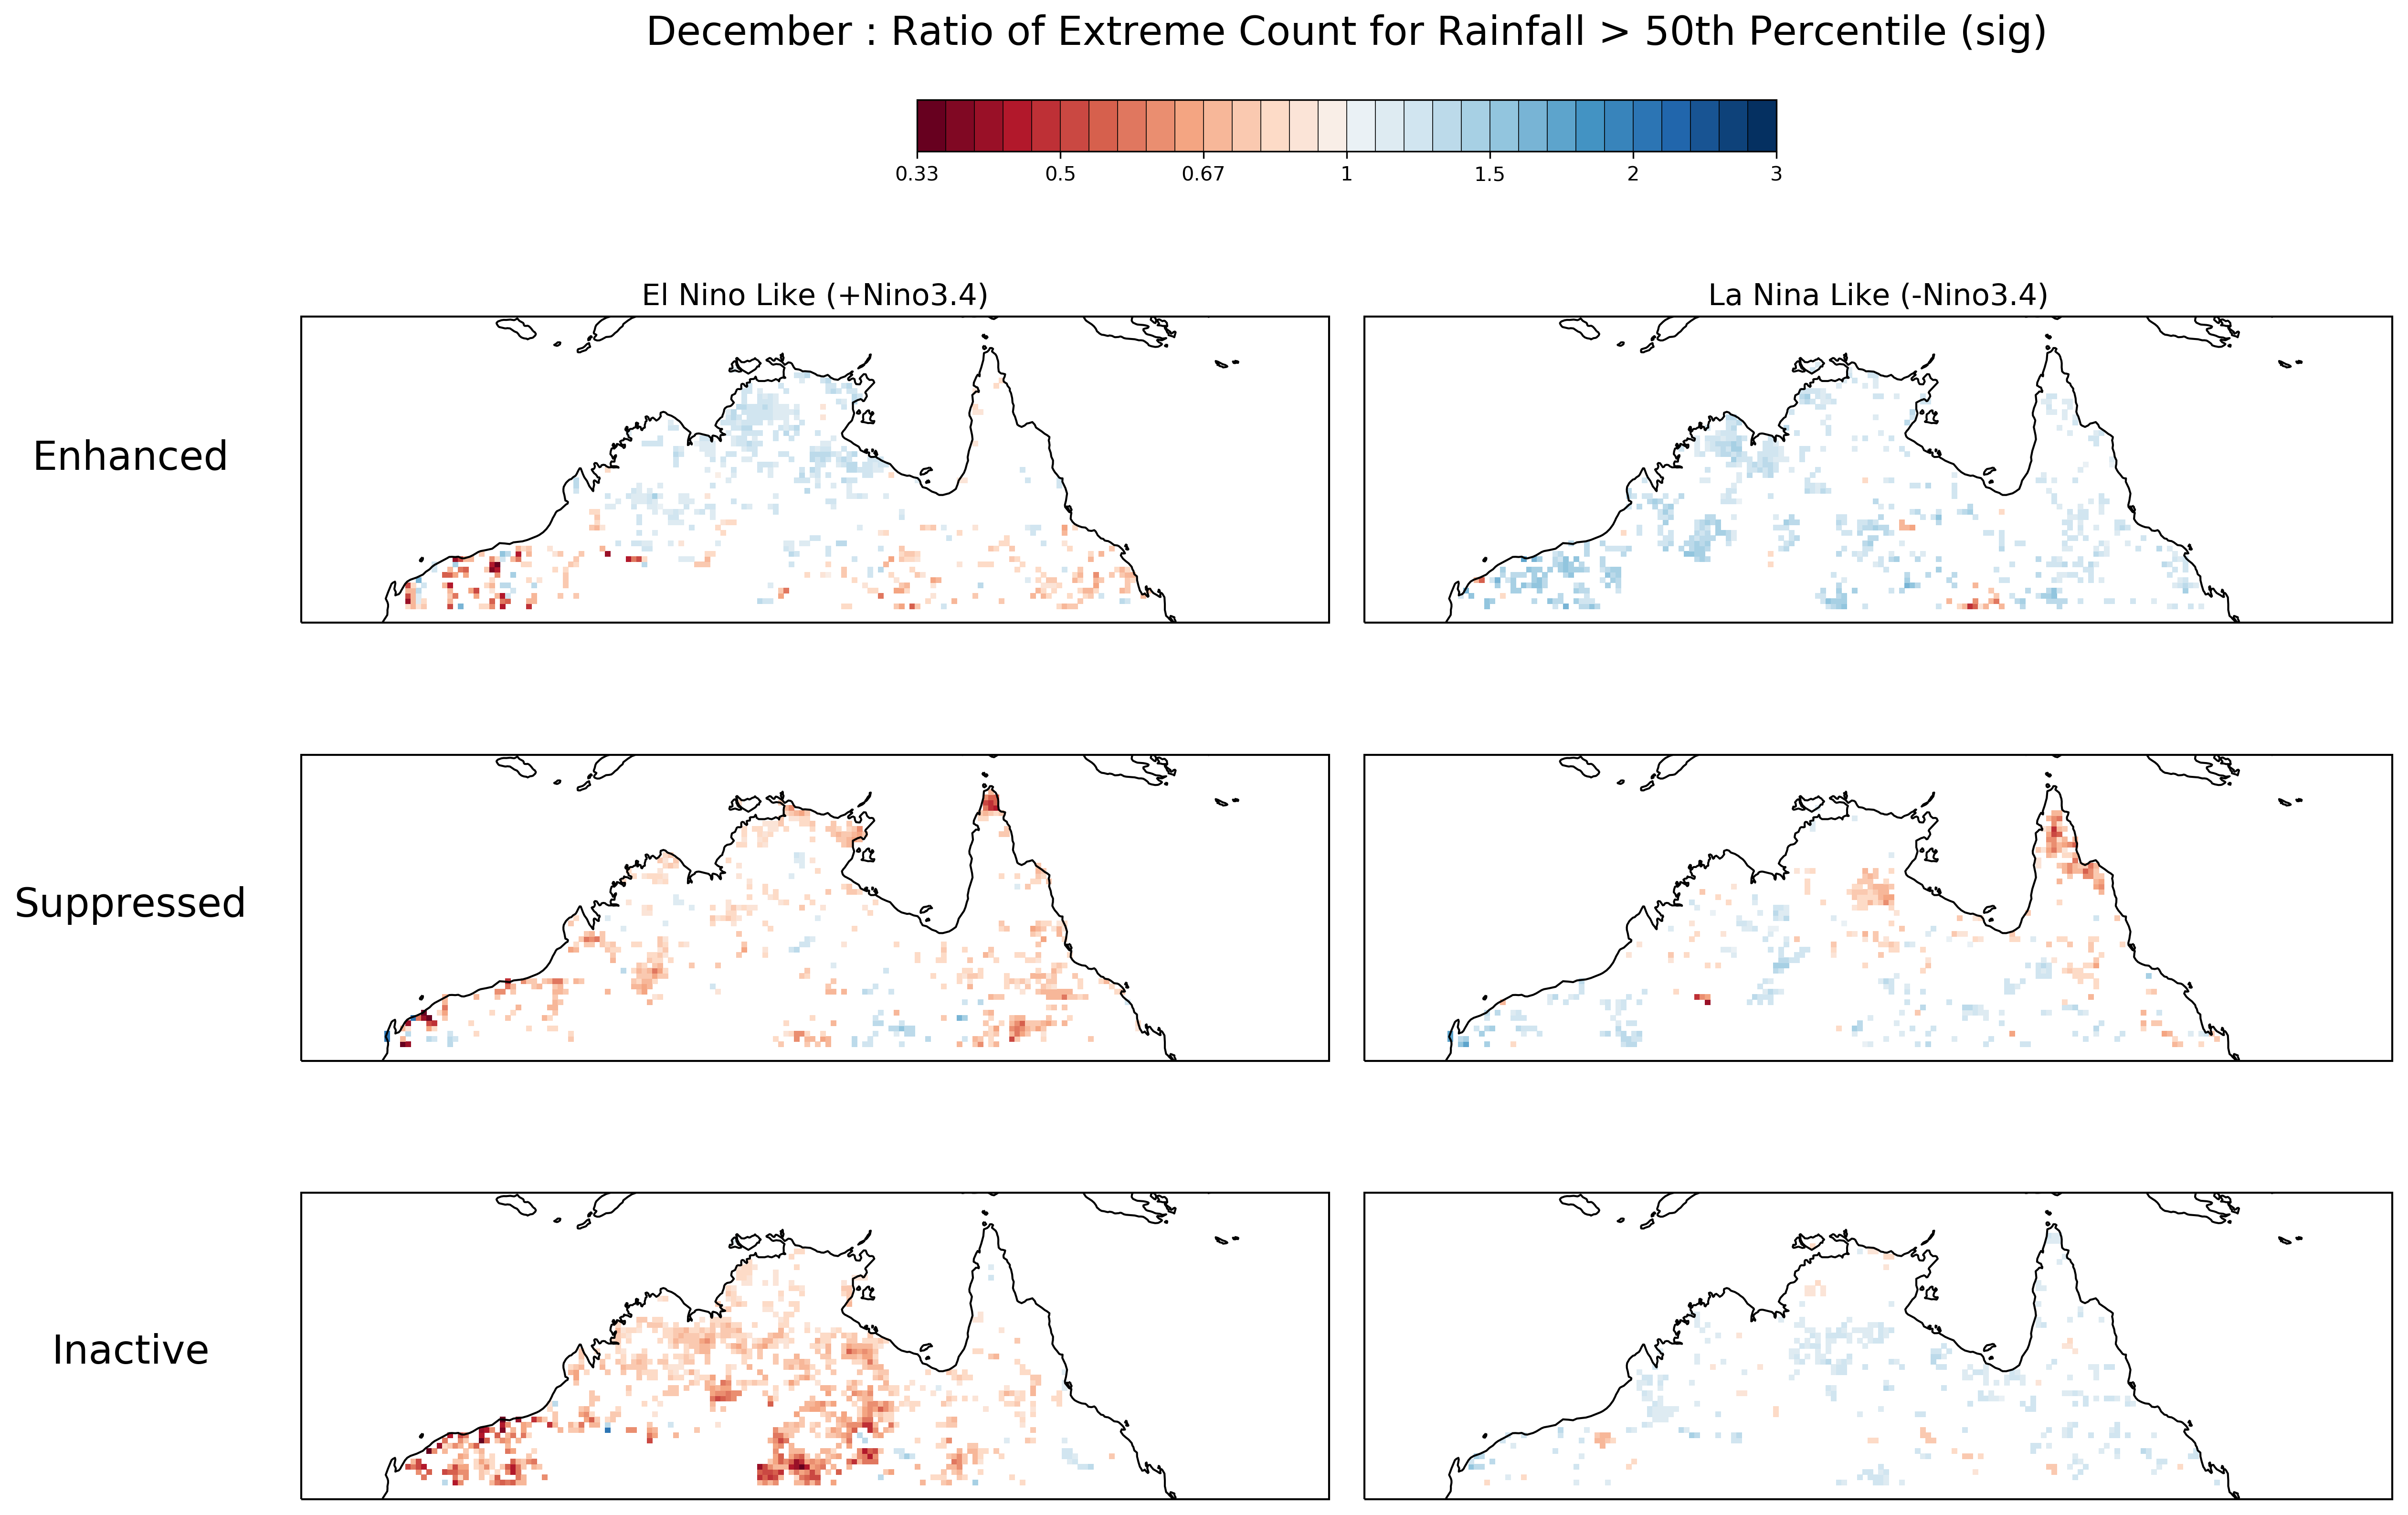 December : Ratio of Extreme Count for Rainfall > 50th Percentile (sig)
0.33 0.5 0.67 1 1.5 2 3
El Nino Like (+Nino3.4) La Nina Like (-Nino3.4)
Enhanced
Suppressed
Inactive